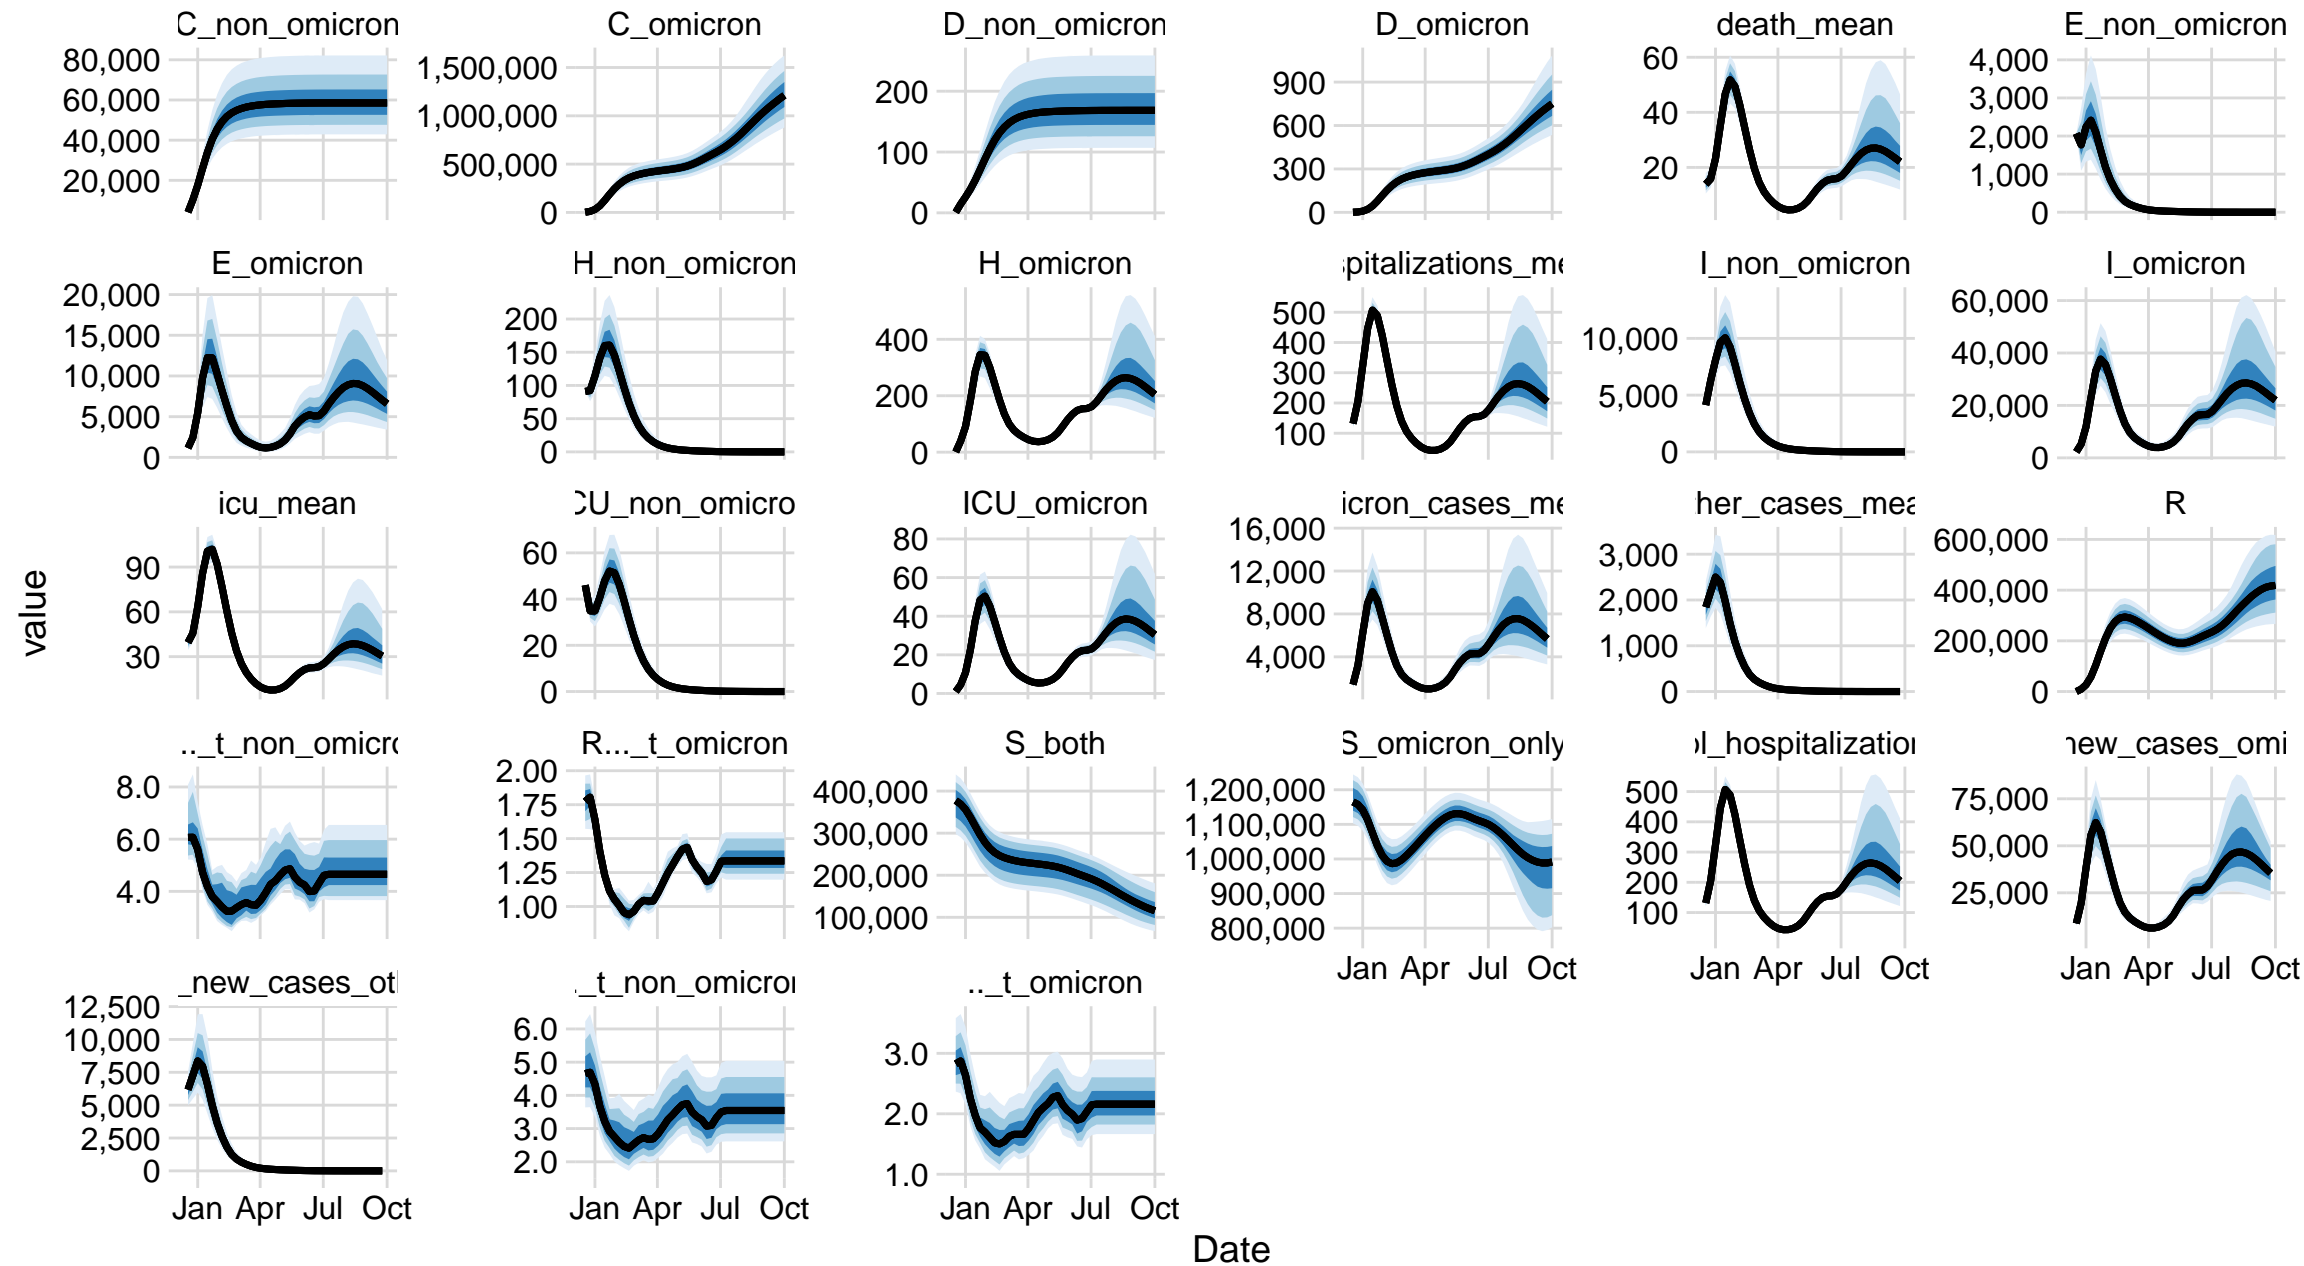 C_non_omicron C_omicron D_non_omicron D_omicron death_mean E_non_omicron
80,000 60,000 40,000 20,000
1,500,000 1,000,000 500,000 0
200 100 0
900 600 300 0
60 40 20
4,000 3,000 2,000 1,000 0
E_omicron H_non_omicron H_omicron spitalizations_me I_non_omicron I_omicron
20,000 15,000 10,000 5,000 0
200 150 100 50 0
400 200 0
500 400 300 200 100
10,000 5,000 0
60,000 40,000 20,000 0
icu_mean CU_non_omicro ICU_omicron icron_cases_me her_cases_mea R
90 60 30
60 40 20 0
80 60 40 20 0
16,000 12,000 8,000 4,000
3,000 2,000 1,000 0
600,000 400,000 200,000 0
value
.._t_non_omicro R..._t_omicron S_both S_omicron_only ol_hospitalization new_cases_omi
8.0 6.0 4.0
2.00 1.75 1.50 1.25 1.00
400,000 300,000 200,000 100,000
1,200,000 1,100,000 1,000,000 900,000 800,000
500 400 300 200 100
75,000 50,000 25,000
Jan Apr Jul Oct Jan Apr Jul Oct Jan Apr Jul Oct
_new_cases_oth ._t_non_omicron .._t_omicron
12,500 10,000 7,500 5,000 2,500 0
6.0 5.0 4.0 3.0 2.0
3.0 2.0 1.0
Jan Apr Jul Oct Jan Apr Jul Oct Jan Apr Jul Oct
Date